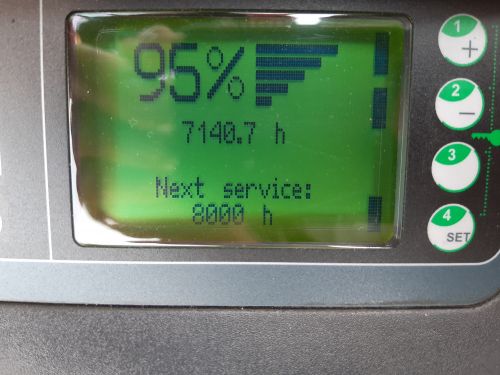 95%
7140.7 h
Next service:
8000 h
1
+
2
-
3
4
SET